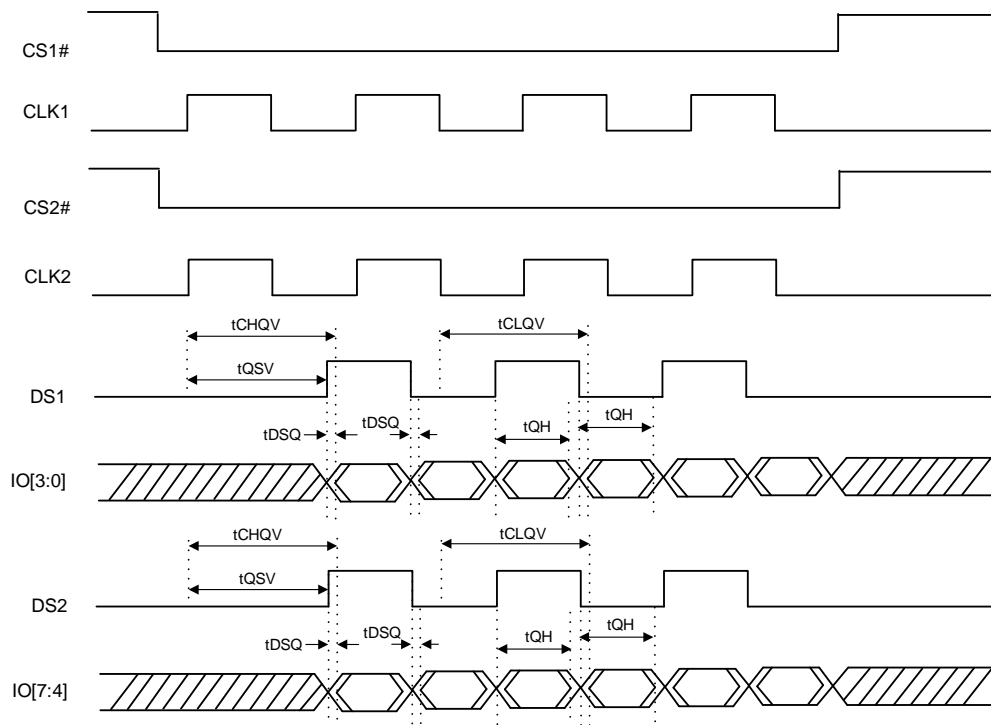 CS1#
CLK1
CS2#
CLK2
tCHQV
tCLQV
tQSV
DS1
tDSQ tDSQ tQH tQH
IO[3:0]
tCHQV
tCLQV
tQSV
DS2
tDSQ tDSQ tQH tQH
IO[7:4]